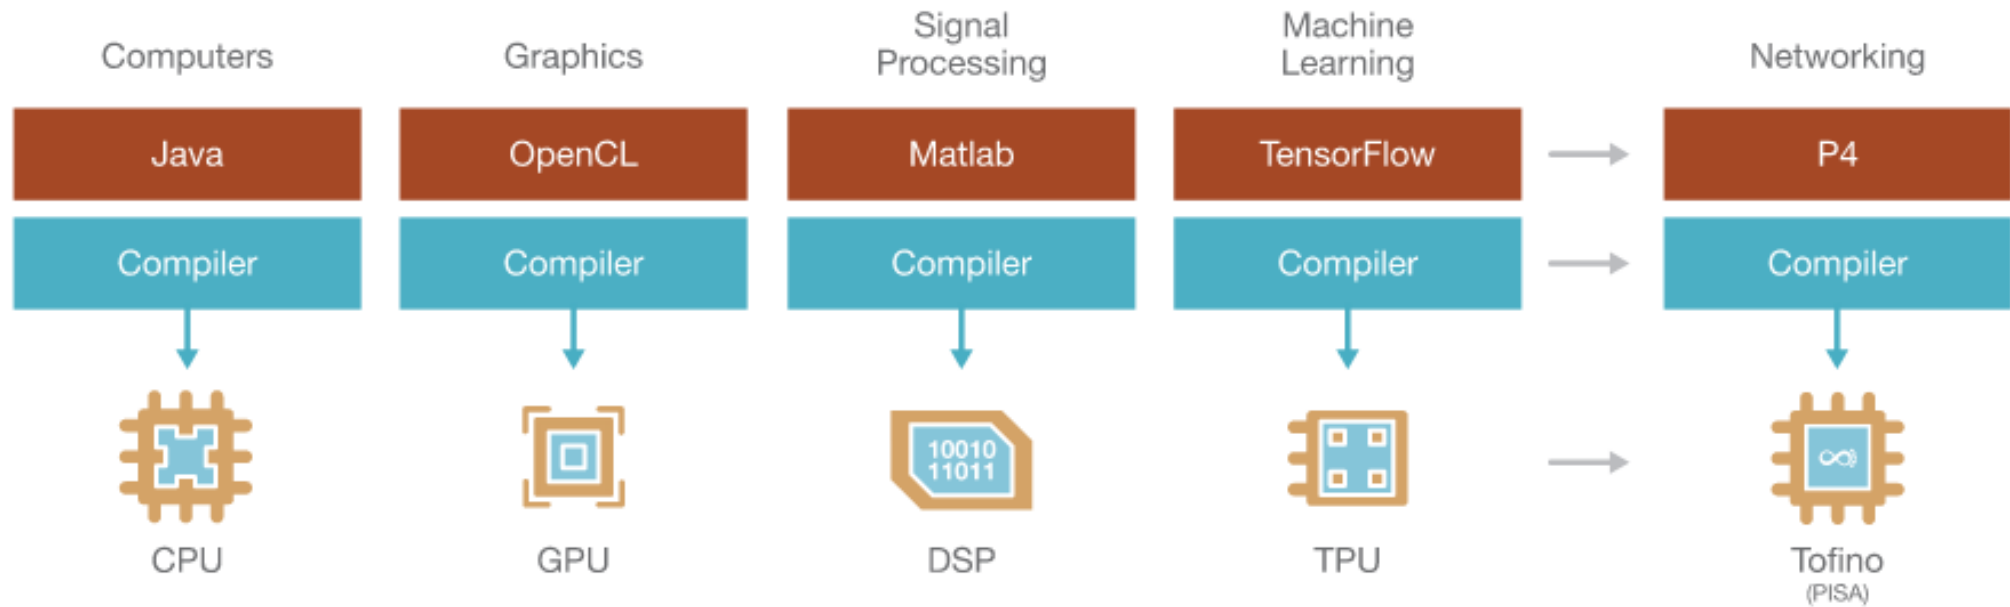 Computers
Graphics
Signal
Processing
Machine
Learning
Networking
Java
OpenCL
Matlab
TensorFlow
P4
Compiler
Compiler
Compiler
Compiler
Compiler
10010
11011
CPU
GPU
DSP
TPU
Tofino
(PISA)